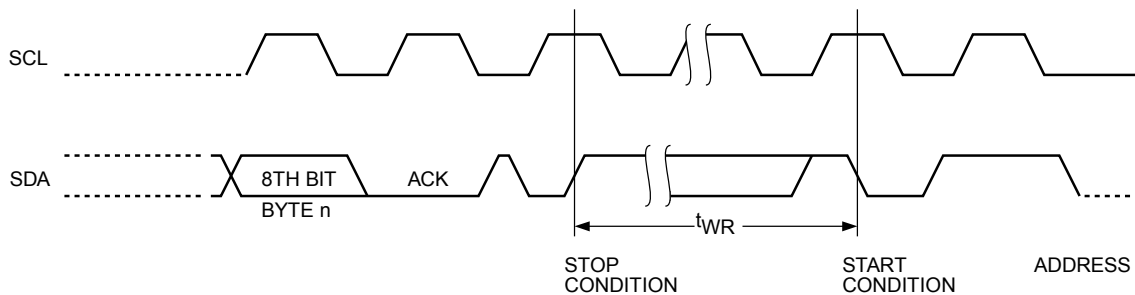 SCL
SDA
8TH BIT
ACK
BYTE n
tWR
STOP
CONDITION
START
CONDITION
ADDRESS